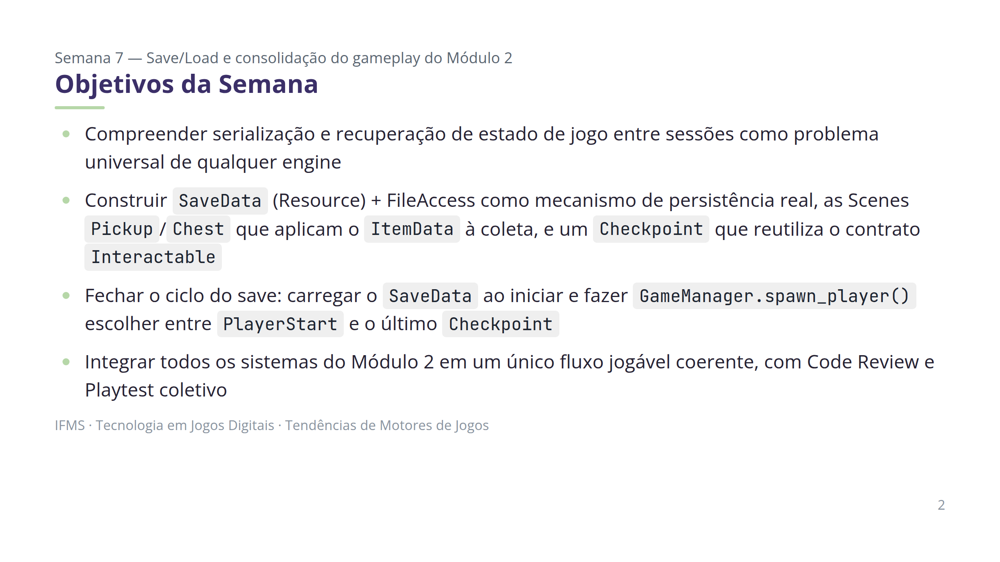 Semana 7 — Save/Load e consolidação do gameplay do Módulo 2
Objetivos da Semana
Compreender serialização e recuperação de estado de jogo entre sessões como problema
universal de qualquer engine
Construir SaveData (Resource) + FileAccess como mecanismo de persistência real, as Scenes
Pickup/Chest que aplicam o ItemData à coleta, e um Checkpoint que reutiliza o contrato
Interactable
Fechar o ciclo do save: carregar o SaveData ao iniciar e fazer GameManager.spawn_player()
escolher entre PlayerStart e o último Checkpoint
Integrar todos os sistemas do Módulo 2 em um único fluxo jogável coerente, com Code Review e
Playtest coletivo
IFMS · Tecnologia em Jogos Digitais · Tendências de Motores de Jogos
2